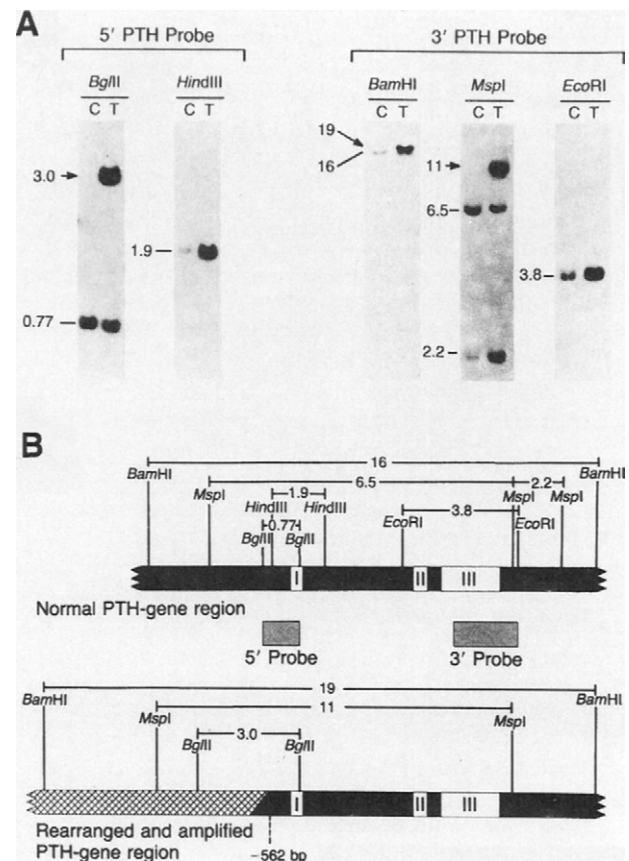 A
5′ PTH Probe
3′ PTH Probe
BglII
HindIII
BamHI
MspI
EcoRI
C T
C T
C T
C T
C T
19
16
3.0
11
6.5
1.9
3.8
0.77
2.2
B
16
BamHI
BamHI
6.5
2.2
MspI
1.9
MspI
MspI
HindIII
HindIII
3.8
EcoRI
EcoRI
0.77
BglII
BglII
I
II
III
Normal PTH-gene region
5′ Probe
3′ Probe
19
BamHI
BamHI
11
MspI
MspI
3.0
BglII
BglII
I
II
III
Rearranged and amplified
PTH-gene region
-562 bp